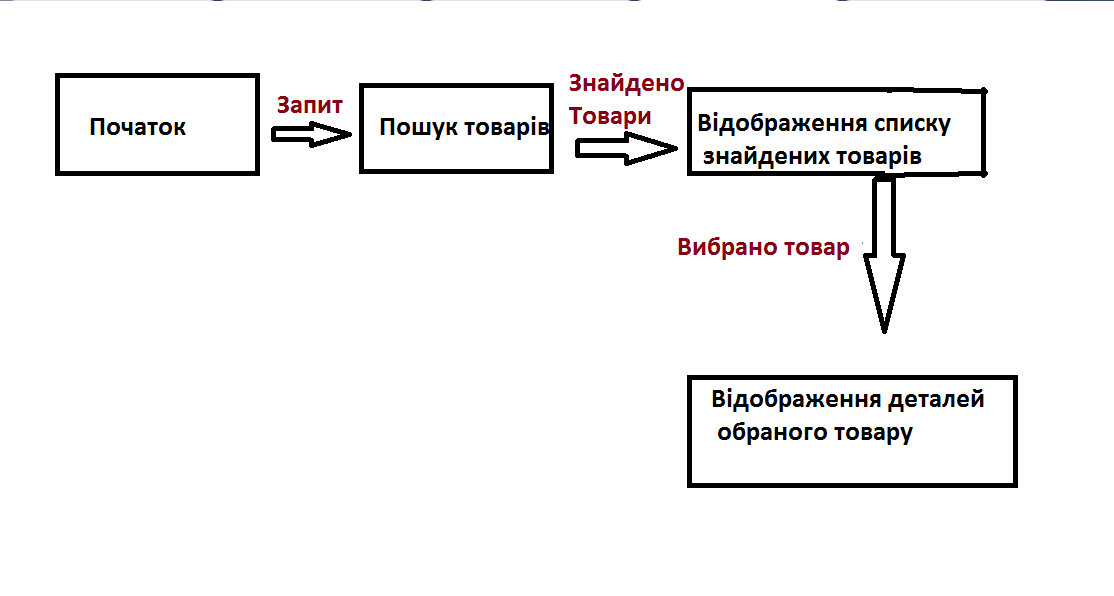 Початок
Запит
Пошук товарів
Знайдено
Товари
Відображення списку
знайдених товарів
Вибрано товар
Відображення деталей
обраного товару